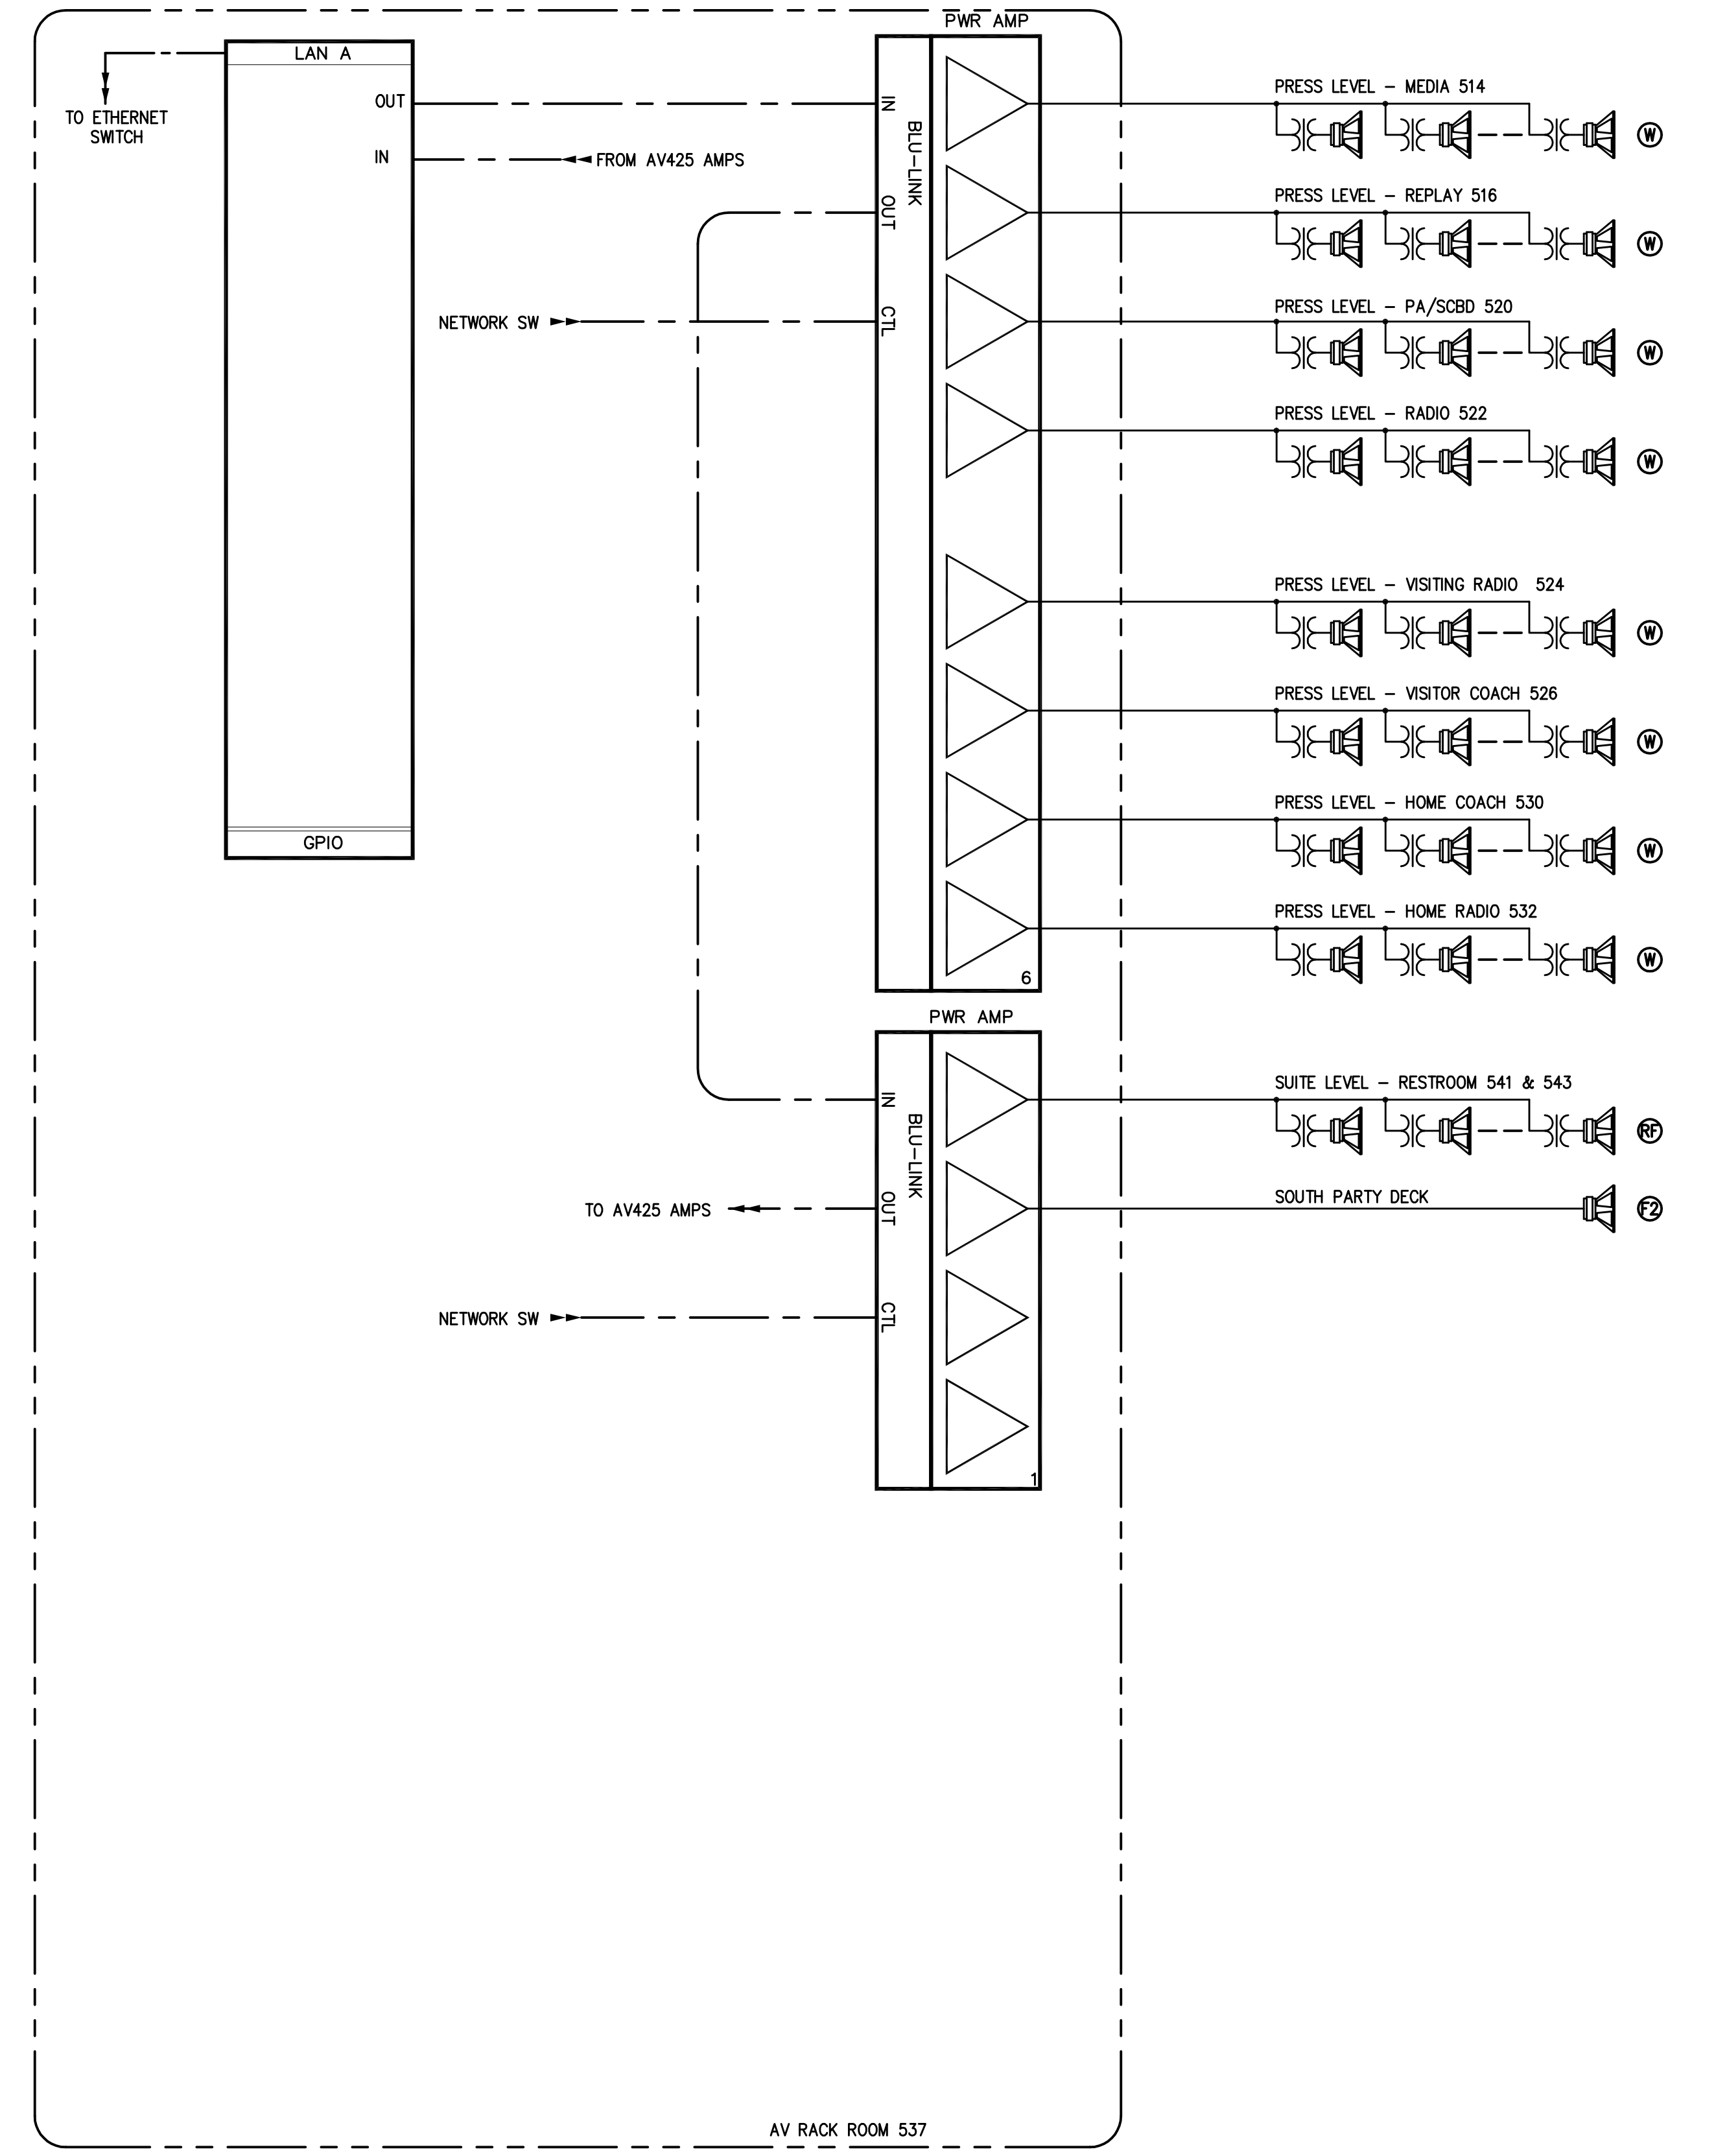 PWR AMP
LAN A
OUT
IN
TO ETHERNET
SWITCH
FROM AV425 AMPS
IN
BLU-LINK
OUT
NETWORK SW
CTL
PRESS LEVEL - MEDIA 514
W
PRESS LEVEL - REPLAY 516
W
PRESS LEVEL - PA/SCBD 520
W
PRESS LEVEL - RADIO 522
W
PRESS LEVEL - VISITING RADIO 524
W
PRESS LEVEL - VISITOR COACH 526
W
GPIO
PRESS LEVEL - HOME COACH 530
W
PRESS LEVEL - HOME RADIO 532
W
6
PWR AMP
IN
BLU-LINK
SUITE LEVEL - RESTROOM 541 & 543
RF
TO AV425 AMPS
OUT
SOUTH PARTY DECK
F2
NETWORK SW
CTL
1
AV RACK ROOM 537